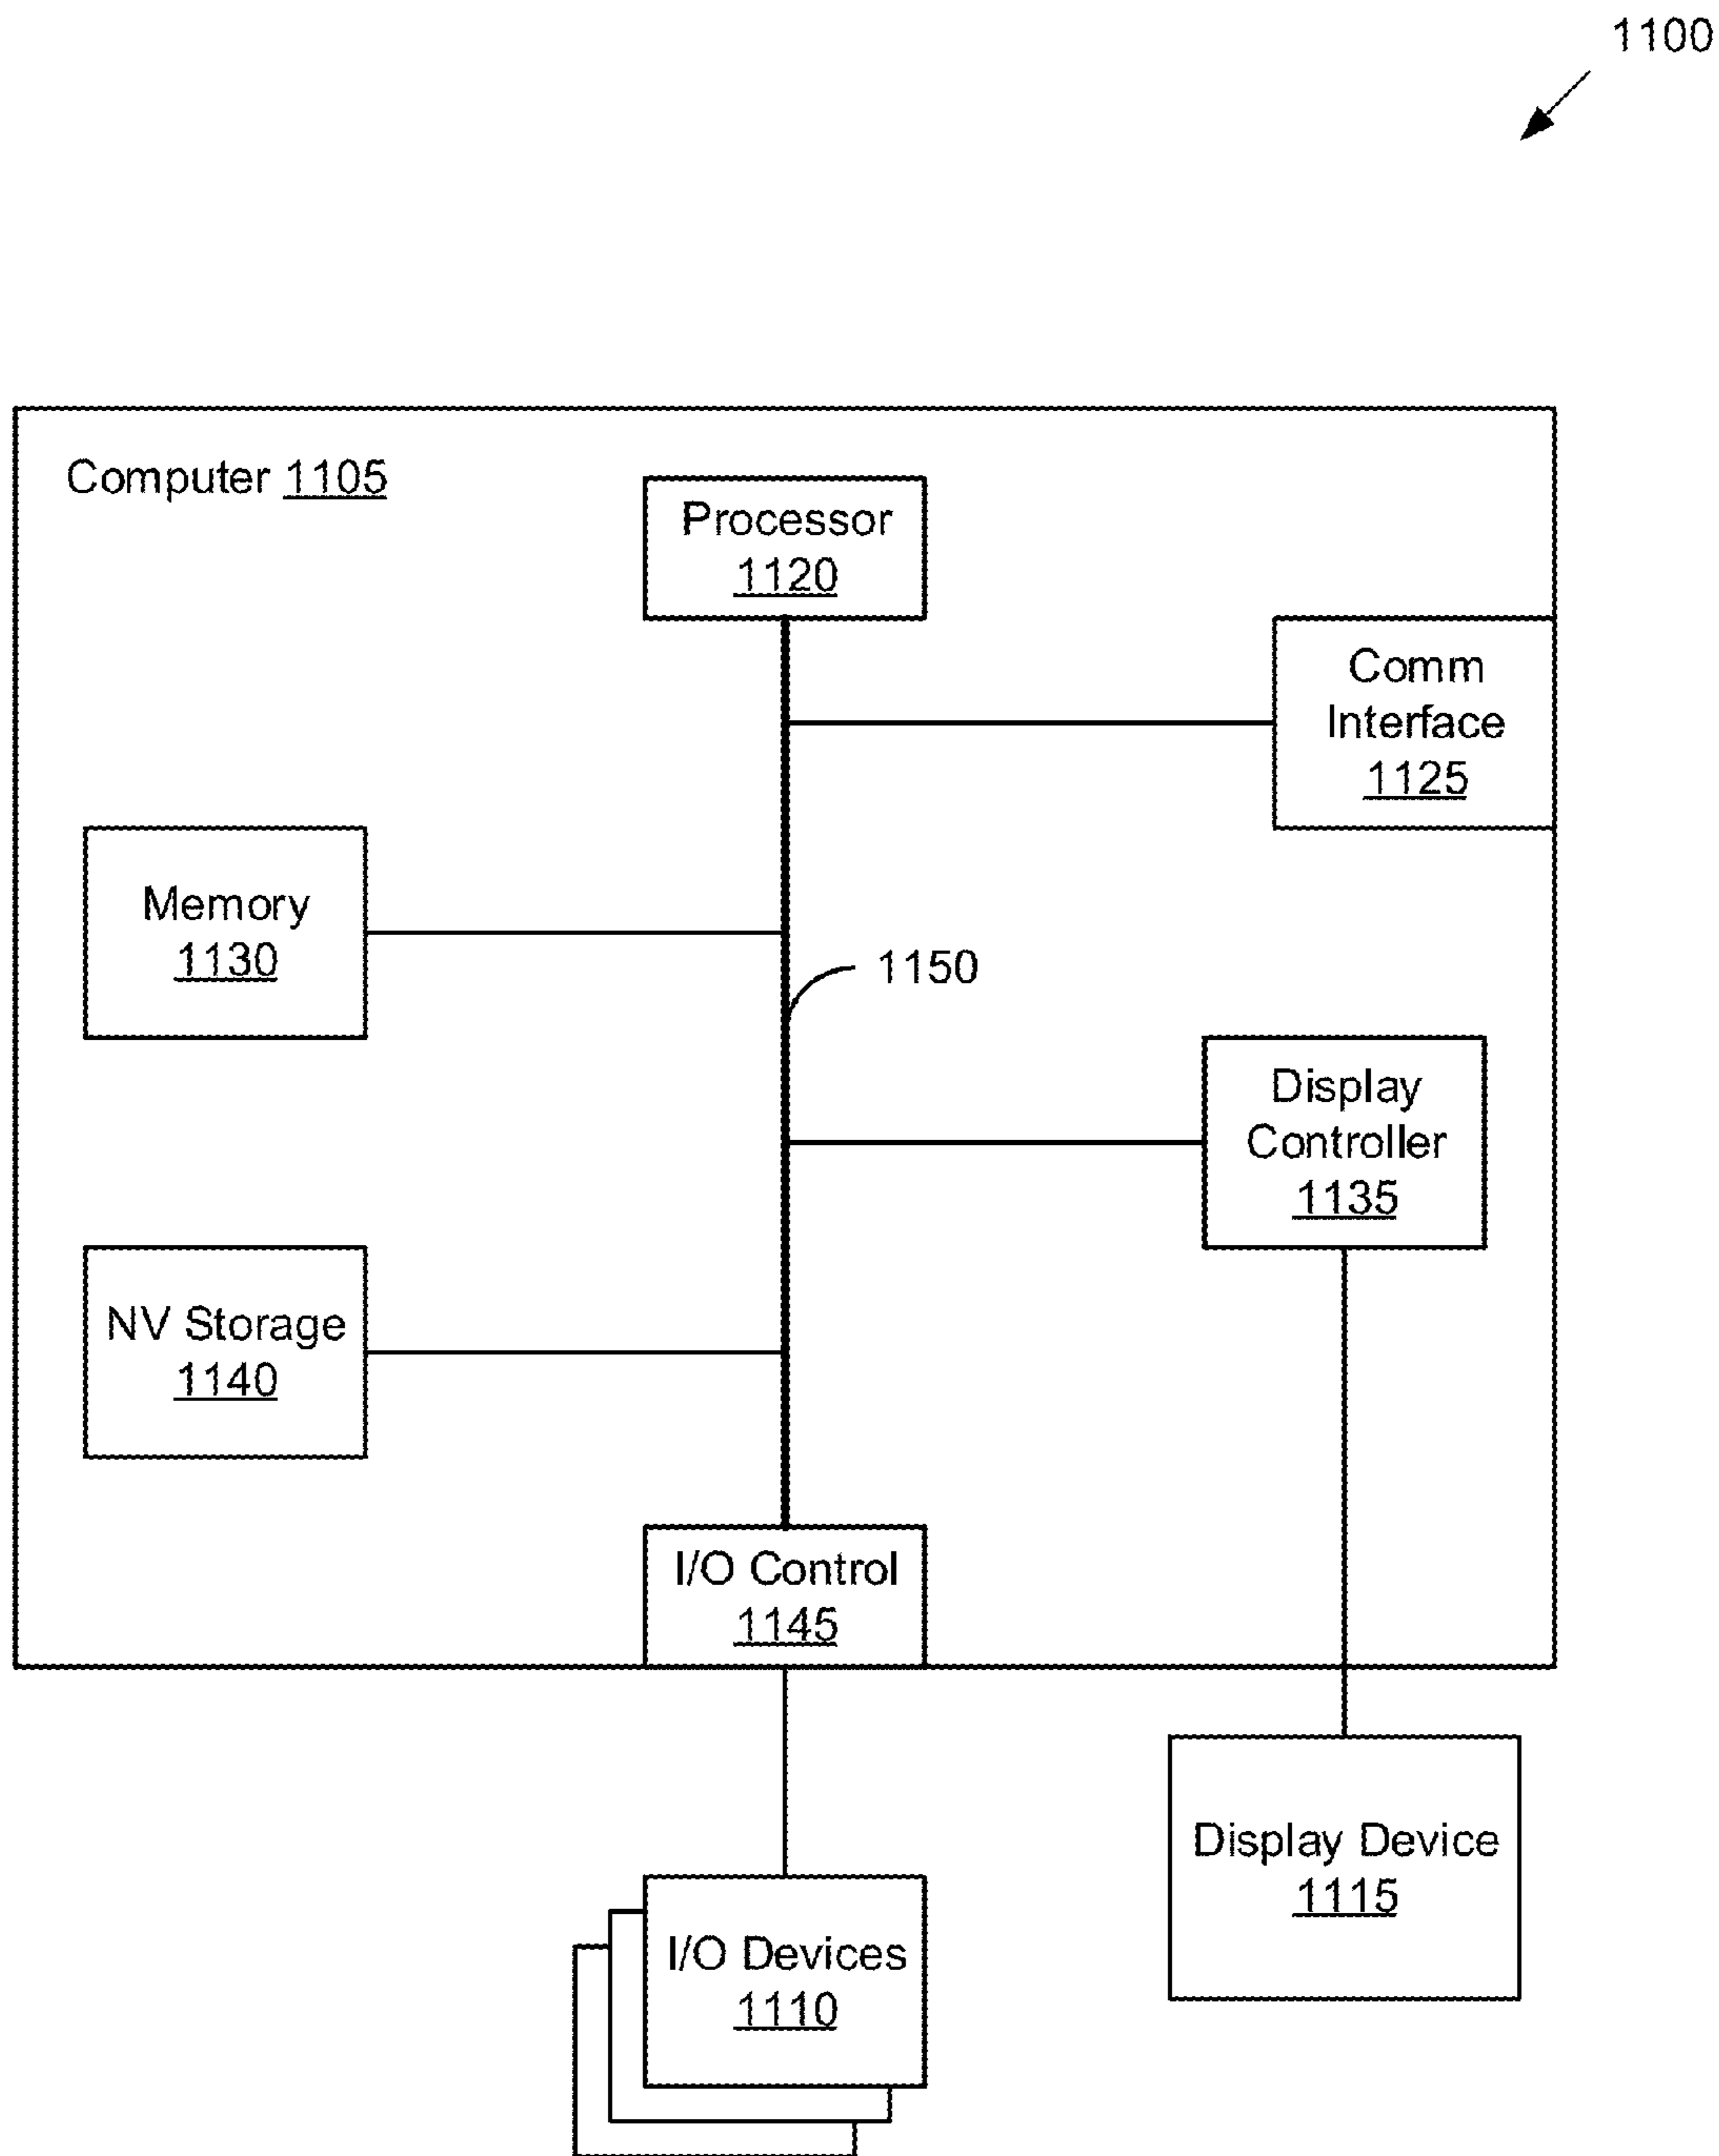 1100
Computer 1105
Processor
1120
Comm
Interface
1125
Memory
1130
1150
Display
Controller
1135
NV Storage
1140
I/O Control
1145
Display Device
1115
I/O Devices
1110